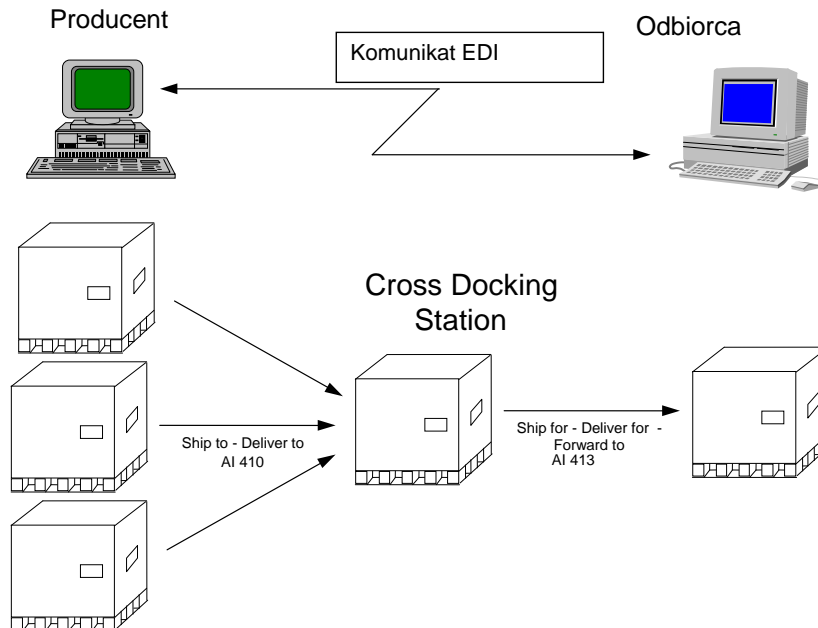 Producent
Komunikat EDI
Odbiorca
Cross Docking
Station
Ship to - Deliver to
AI 410
Ship for - Deliver for -
Forward to
AI 413